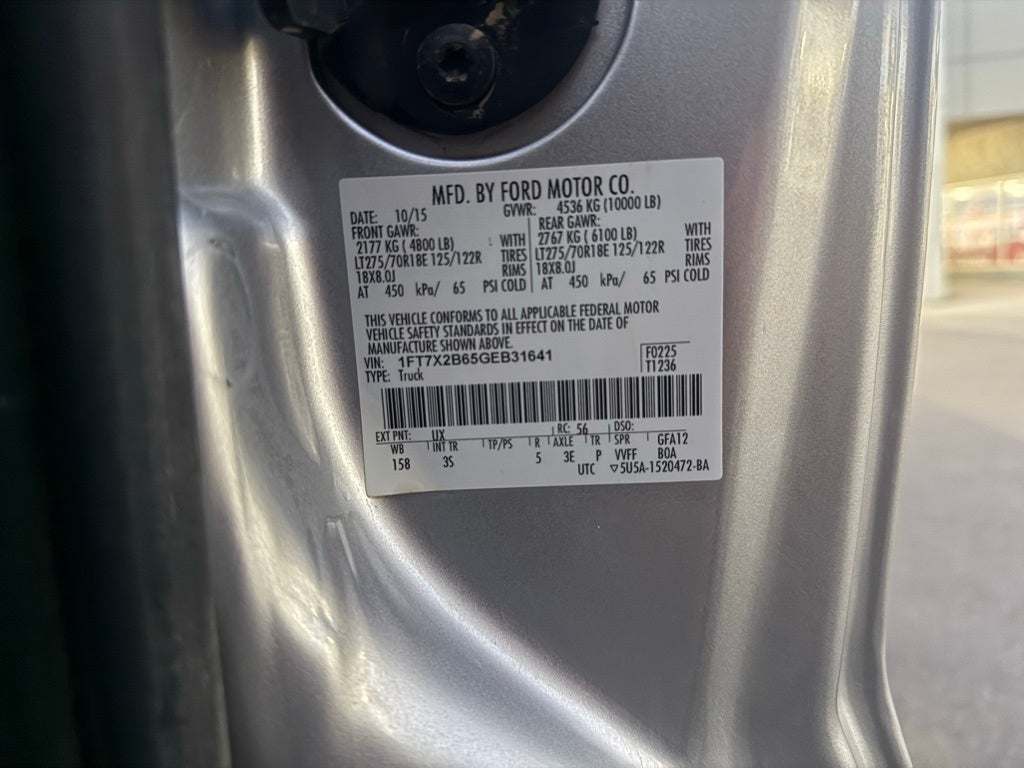 MFD. BY FORD MOTOR CO.
DATE: 10/15 GVWR: 4536 KG (10000 LB)
FRONT GAWR: REAR GAWR:
2177 KG ( 4800 LB) WITH 2767 KG ( 6100 LB) WITH
LT275/70R18E 125/122R TIRES LT275/70R18E 125/122R TIRES
18X8.0J RIMS 18X8.0J RIMS
AT 450 kPa/ 65 PSI COLD AT 450 kPa/ 65 PSI COLD
THIS VEHICLE CONFORMS TO ALL APPLICABLE FEDERAL MOTOR
VEHICLE SAFETY STANDARDS IN EFFECT ON THE DATE OF
MANUFACTURE SHOWN ABOVE.
VIN: 1FT7X2B65GEB31641 F0225
TYPE: Truck T1236
EXT PNT: UX RC: 56 DSO:
WB INT TR TP/PS R AXLE TR SPR GFA12
158 3S 5 3E P VVFF BOA
UTC ▽5U5A-1520472-BA